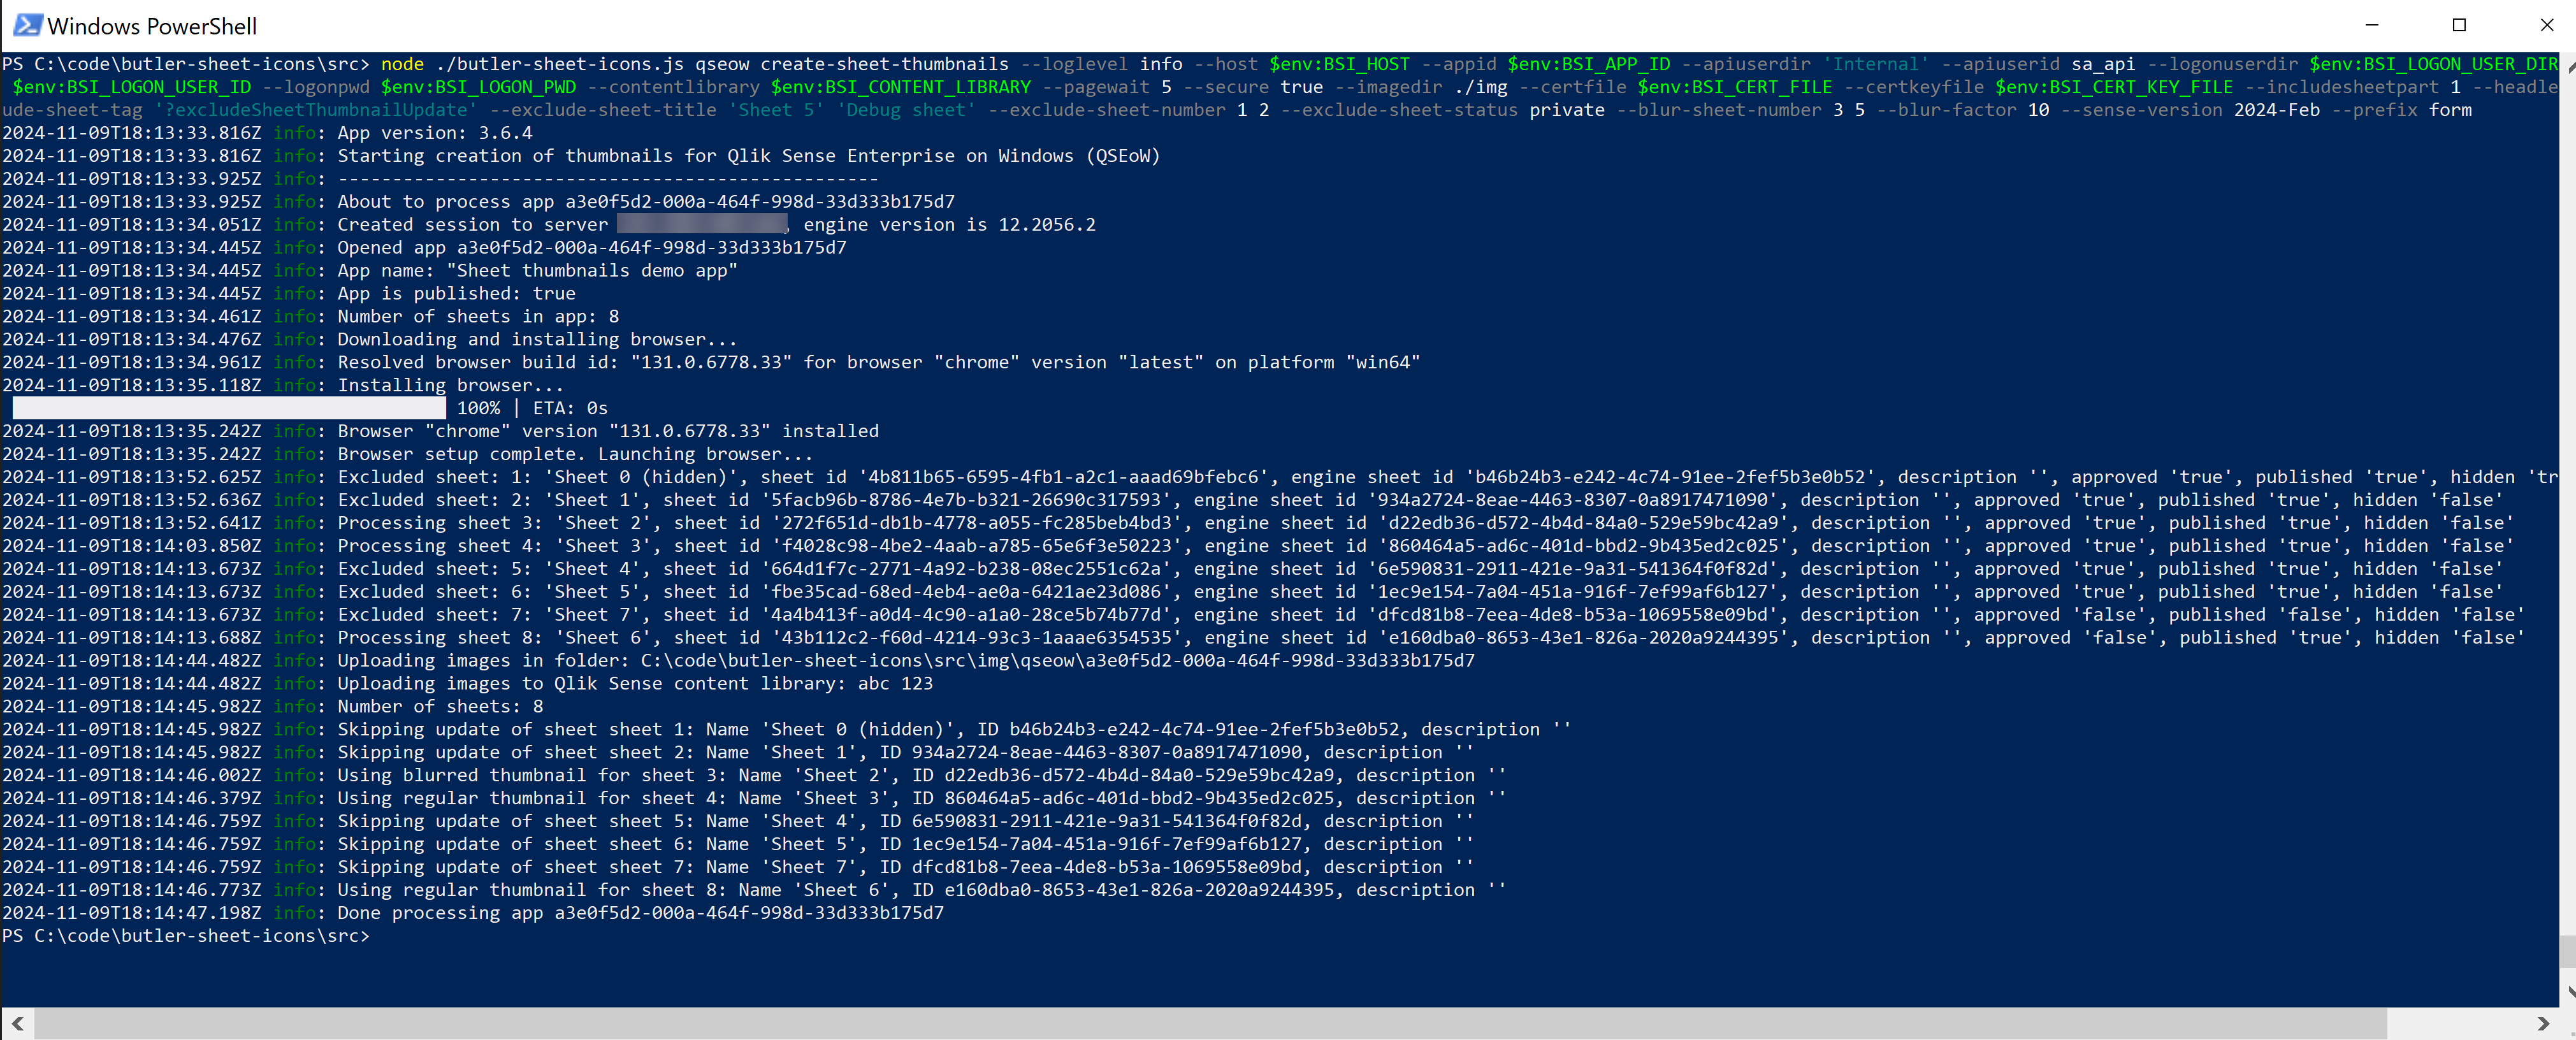 Windows PowerShell
PS C:\code\butler-sheet-icons\src> node ./butler-sheet-icons.js qseow create-sheet-thumbnails --loglevel info --host $env:BSI_HOST --appid $env:BSI_APP_ID --apiuserdir 'Internal' --apiuserid sa_api --logonuserdir $env:BSI_LOGON_USER_DIR
$env:BSI_LOGON_USER_ID --logonpwd $env:BSI_LOGON_PWD --contentlibrary $env:BSI_CONTENT_LIBRARY --pagewait 5 --secure true --imagedir ./img --certfile $env:BSI_CERT_FILE --certkeyfile $env:BSI_CERT_KEY_FILE --includesheetpart 1 --headle
ude-sheet-tag '?excludeSheetThumbnailUpdate' --exclude-sheet-title 'Sheet 5' 'Debug sheet' --exclude-sheet-number 1 2 --exclude-sheet-status private --blur-sheet-number 3 5 --blur-factor 10 --sense-version 2024-Feb --prefix form
2024-11-09T18:13:33.816Z info: App version: 3.6.4
2024-11-09T18:13:33.816Z info: Starting creation of thumbnails for Qlik Sense Enterprise on Windows (QSEoW)
2024-11-09T18:13:33.925Z info: --------------------------------------------------
2024-11-09T18:13:33.925Z info: About to process app a3e0f5d2-000a-464f-998d-33d333b175d7
2024-11-09T18:13:34.051Z info: Created session to server , engine version is 12.2056.2
2024-11-09T18:13:34.445Z info: Opened app a3e0f5d2-000a-464f-998d-33d333b175d7
2024-11-09T18:13:34.445Z info: App name: "Sheet thumbnails demo app"
2024-11-09T18:13:34.445Z info: App is published: true
2024-11-09T18:13:34.461Z info: Number of sheets in app: 8
2024-11-09T18:13:34.476Z info: Downloading and installing browser...
2024-11-09T18:13:34.961Z info: Resolved browser build id: "131.0.6778.33" for browser "chrome" version "latest" on platform "win64"
2024-11-09T18:13:35.118Z info: Installing browser...
100% | ETA: 0s
2024-11-09T18:13:35.242Z info: Browser "chrome" version "131.0.6778.33" installed
2024-11-09T18:13:35.242Z info: Browser setup complete. Launching browser...
2024-11-09T18:13:52.625Z info: Excluded sheet: 1: 'Sheet 0 (hidden)', sheet id '4b811b65-6595-4fb1-a2c1-aaad69bfebc6', engine sheet id 'b46b24b3-e242-4c74-91ee-2fef5b3e0b52', description '', approved 'true', published 'true', hidden 'tr
2024-11-09T18:13:52.636Z info: Excluded sheet: 2: 'Sheet 1', sheet id '5facb96b-8786-4e7b-b321-26690c317593', engine sheet id '934a2724-8eae-4463-8307-0a8917471090', description '', approved 'true', published 'true', hidden 'false'
2024-11-09T18:13:52.641Z info: Processing sheet 3: 'Sheet 2', sheet id '272f651d-db1b-4778-a055-fc285beb4bd3', engine sheet id 'd22edb36-d572-4b4d-84a0-529e59bc42a9', description '', approved 'true', published 'true', hidden 'false'
2024-11-09T18:14:03.850Z info: Processing sheet 4: 'Sheet 3', sheet id 'f4028c98-4be2-4aab-a785-65e6f3e50223', engine sheet id '860464a5-ad6c-401d-bbd2-9b435ed2c025', description '', approved 'true', published 'true', hidden 'false'
2024-11-09T18:14:13.673Z info: Excluded sheet: 5: 'Sheet 4', sheet id '664d1f7c-2771-4a92-b238-08ec2551c62a', engine sheet id '6e590831-2911-421e-9a31-541364f0f82d', description '', approved 'true', published 'true', hidden 'false'
2024-11-09T18:14:13.673Z info: Excluded sheet: 6: 'Sheet 5', sheet id 'fbe35cad-68ed-4eb4-ae0a-6421ae23d086', engine sheet id '1ec9e154-7a04-451a-916f-7ef99af6b127', description '', approved 'true', published 'true', hidden 'false'
2024-11-09T18:14:13.673Z info: Excluded sheet: 7: 'Sheet 7', sheet id '4a4b413f-a0d4-4c90-a1a0-28ce5b74b77d', engine sheet id 'dfcd81b8-7eea-4de8-b53a-1069558e09bd', description '', approved 'false', published 'false', hidden 'false'
2024-11-09T18:14:13.688Z info: Processing sheet 8: 'Sheet 6', sheet id '43b112c2-f60d-4214-93c3-1aaae6354535', engine sheet id 'e160dba0-8653-43e1-826a-2020a9244395', description '', approved 'false', published 'true', hidden 'false'
2024-11-09T18:14:44.482Z info: Uploading images in folder: C:\code\butler-sheet-icons\src\img\qseow\a3e0f5d2-000a-464f-998d-33d333b175d7
2024-11-09T18:14:44.482Z info: Uploading images to Qlik Sense content library: abc 123
2024-11-09T18:14:45.982Z info: Number of sheets: 8
2024-11-09T18:14:45.982Z info: Skipping update of sheet sheet 1: Name 'Sheet 0 (hidden)', ID b46b24b3-e242-4c74-91ee-2fef5b3e0b52, description ''
2024-11-09T18:14:45.982Z info: Skipping update of sheet sheet 2: Name 'Sheet 1', ID 934a2724-8eae-4463-8307-0a8917471090, description ''
2024-11-09T18:14:46.002Z info: Using blurred thumbnail for sheet 3: Name 'Sheet 2', ID d22edb36-d572-4b4d-84a0-529e59bc42a9, description ''
2024-11-09T18:14:46.379Z info: Using regular thumbnail for sheet 4: Name 'Sheet 3', ID 860464a5-ad6c-401d-bbd2-9b435ed2c025, description ''
2024-11-09T18:14:46.759Z info: Skipping update of sheet sheet 5: Name 'Sheet 4', ID 6e590831-2911-421e-9a31-541364f0f82d, description ''
2024-11-09T18:14:46.759Z info: Skipping update of sheet sheet 6: Name 'Sheet 5', ID 1ec9e154-7a04-451a-916f-7ef99af6b127, description ''
2024-11-09T18:14:46.759Z info: Skipping update of sheet sheet 7: Name 'Sheet 7', ID dfcd81b8-7eea-4de8-b53a-1069558e09bd, description ''
2024-11-09T18:14:46.773Z info: Using regular thumbnail for sheet 8: Name 'Sheet 6', ID e160dba0-8653-43e1-826a-2020a9244395, description ''
2024-11-09T18:14:47.198Z info: Done processing app a3e0f5d2-000a-464f-998d-33d333b175d7
PS C:\code\butler-sheet-icons\src>